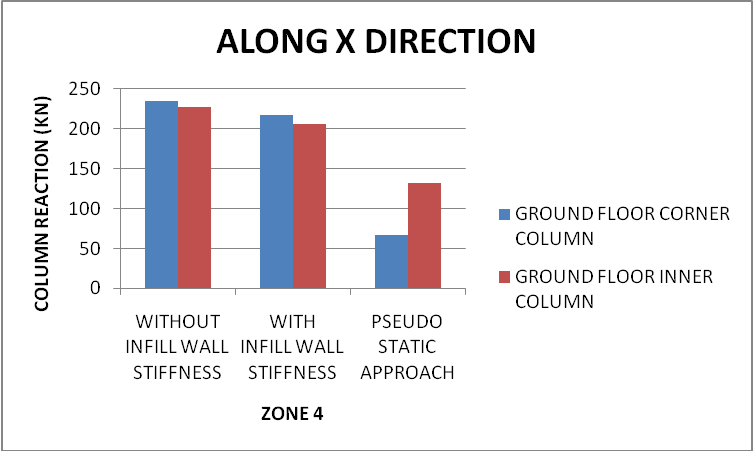 ALONG X DIRECTION
COLUMN REACTION (KN)
250
200
150
100
50
0
WITHOUT
INFILL WALL
STIFFNESS
WITH
INFILL WALL
STIFFNESS
PSEUDO
STATIC
APPROACH
ZONE 4
GROUND FLOOR CORNER
COLUMN
GROUND FLOOR INNER
COLUMN